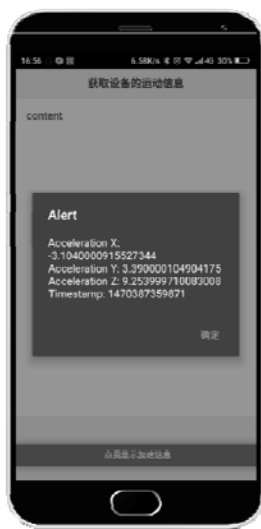 16:56 6.58K/s 4G 30%
获取设备的运动信息
content
Alert
Acceleration X:
-3.1040000915527344
Acceleration Y: 3.390000104904175
Acceleration Z: 9.253999710083008
Timestamp: 1470387359871
确定
点我显示加速信息